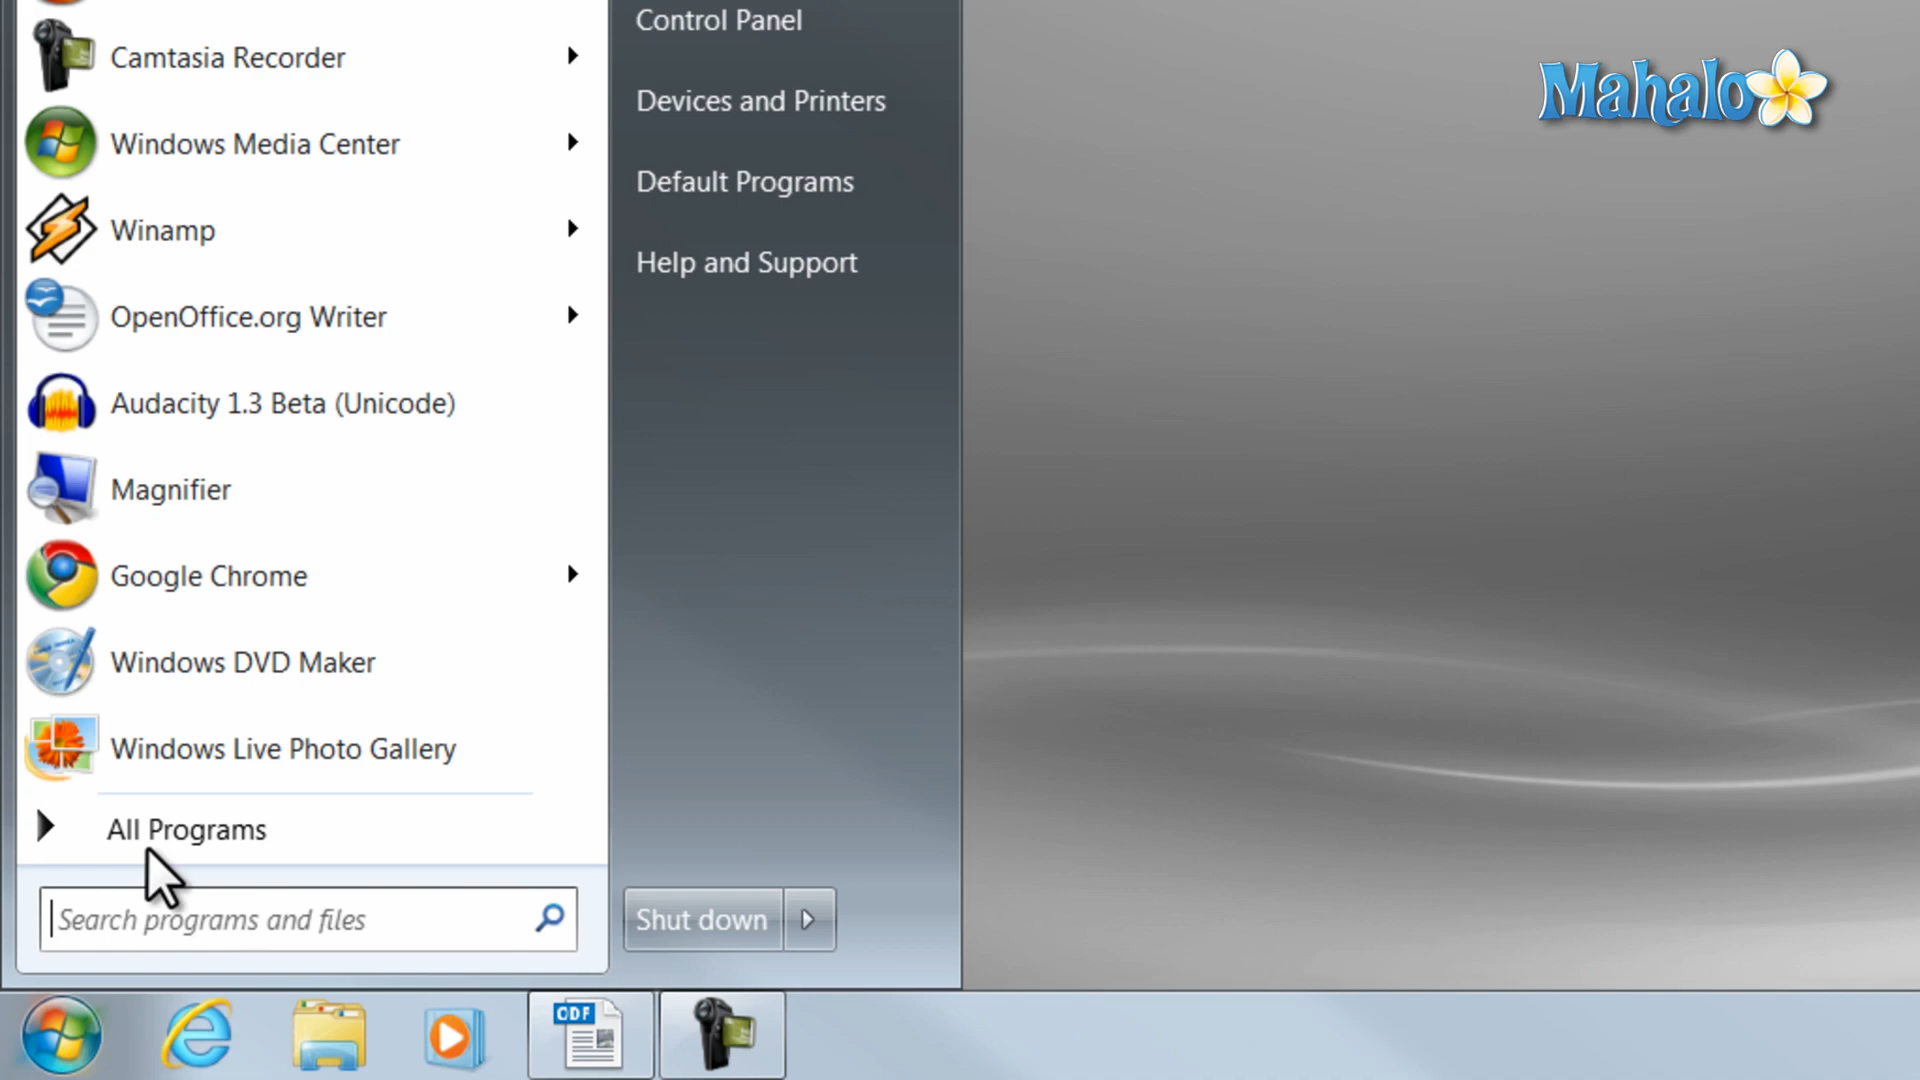 Camtasia Recorder
Windows Media Center
Winamp
OpenOffice.org Writer
Audacity 1.3 Beta (Unicode)
Magnifier
Google Chrome
Windows DVD Maker
Windows Live Photo Gallery
All Programs
Search programs and files
Control Panel
Devices and Printers
Default Programs
Help and Support
Shut down
Mahalo
ODF